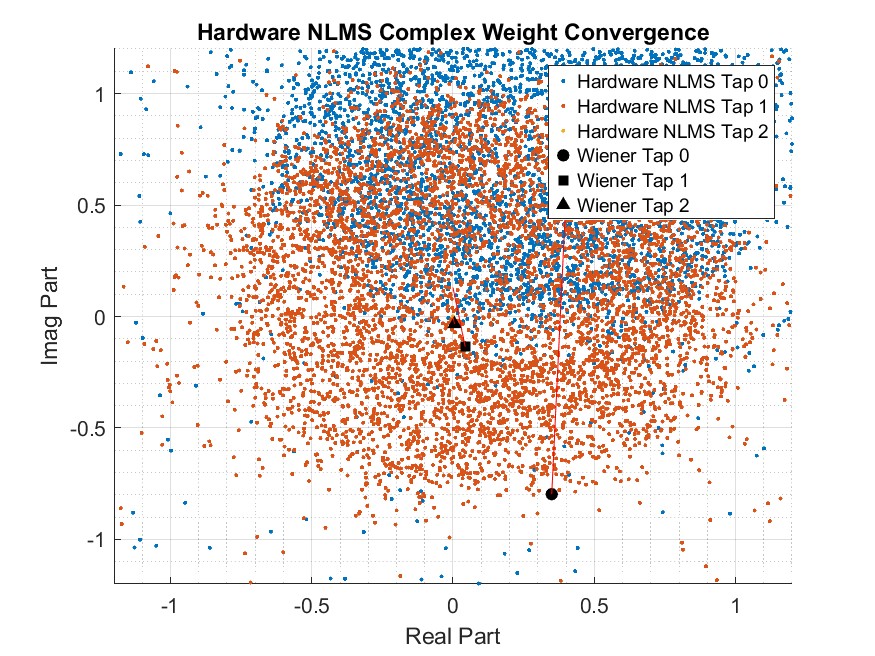 Hardware NLMS Complex Weight Convergence
Hardware NLMS Tap 0
Hardware NLMS Tap 1
Hardware NLMS Tap 2
Wiener Tap 0
Wiener Tap 1
Wiener Tap 2
1
0.5
0
-0.5
-1
Imag Part
-1
-0.5
0
0.5
1
Real Part